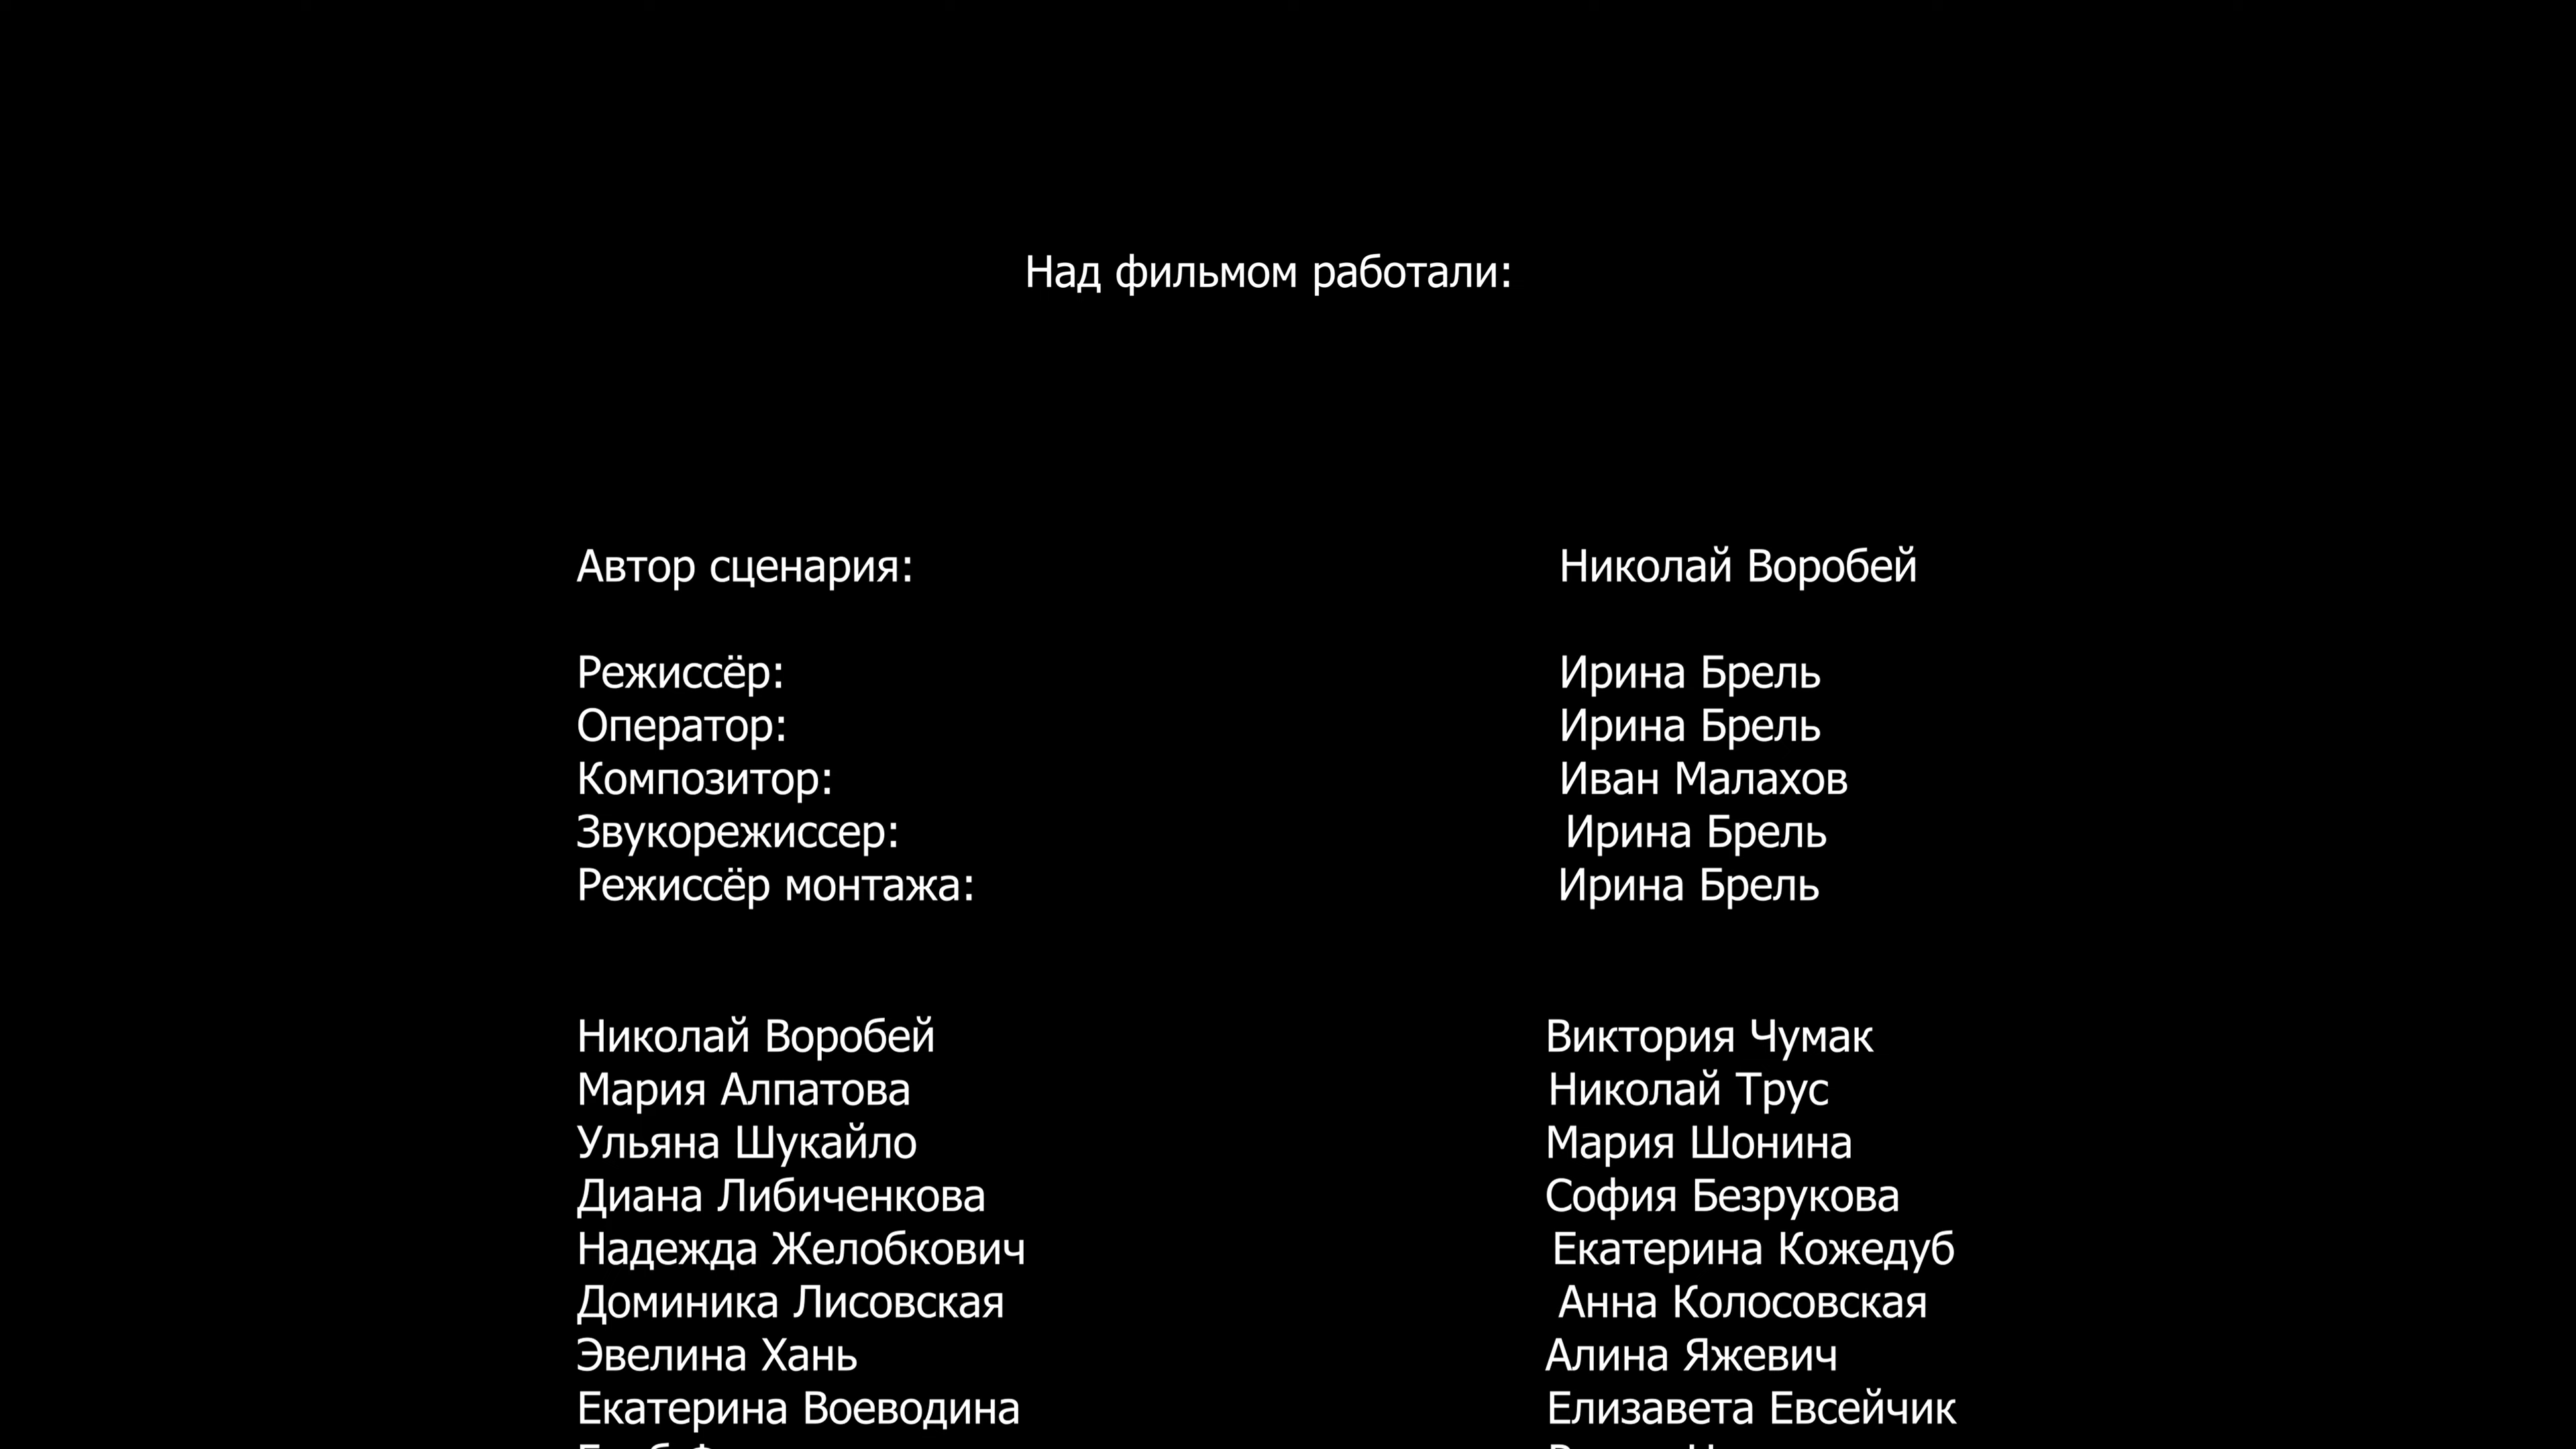 Над фильмом работали:
Автор сценария: Николай Воробей
Режиссёр: Ирина Брель
Оператор: Ирина Брель
Композитор: Иван Малахов
Звукорежиссер: Ирина Брель
Режиссёр монтажа: Ирина Брель
Николай Воробей Виктория Чумак
Мария Алпатова Николай Трус
Ульяна Шукайло Мария Шонина
Диана Либиченкова София Безрукова
Надежда Желобкович Екатерина Кожедуб
Доминика Лисовская Анна Колосовская
Эвелина Хань Алина Яжевич
Екатерина Воеводина Елизавета Евсейчик